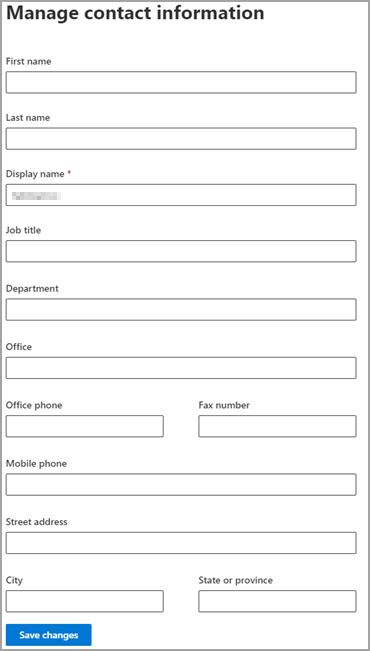 Manage contact information
First name
Last name
Display name *
Job title
Department
Office
Office phone Fax number
Mobile phone
Street address
City State or province
Save changes